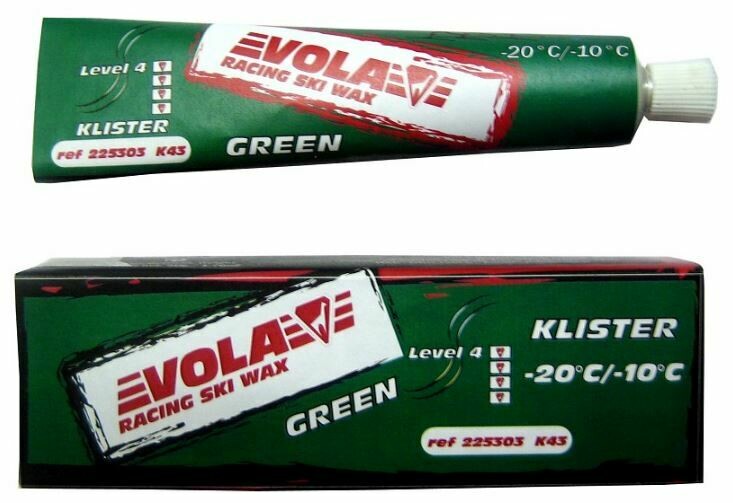 -20°C/-10°C
VOLA
RACING SKI WAX
Level 4
KLISTER
GREEN
ref 225303 K43
VOLA
RACING SKI WAX
GREEN
Level 4
KLISTER
-20°C/-10°C
ref 225303 K43